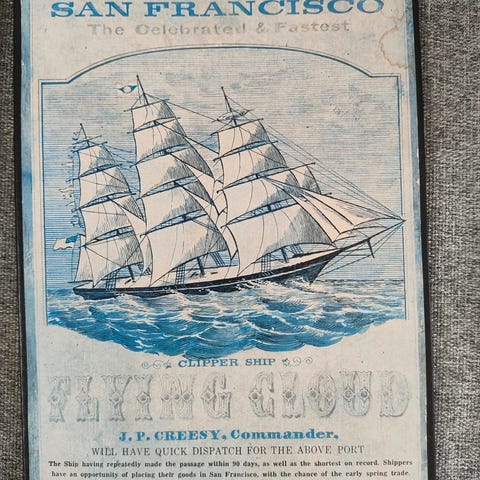 SAN FRANCISCO
The Celebrated & Fastest
CLIPPER SHIP
FLYING CLOUD
J. P. CREESY, Commander,
WILL HAVE QUICK DISPATCH FOR THE ABOVE PORT
The Ship having repeatedly made the passage within 90 days, as well as the shortest on record. Shippers
have an opportunity of placing their goods in San Francisco, with the chance of the early spring trade.